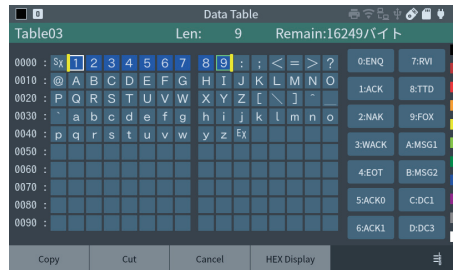 0 Data Table
Table03 Len: 9 Remain:16249バイト
0000 : Sx 1 2 3 4 5 6 7 8 9 : ; < = > ?
0010 : @ A B C D E F G H I J K L M N O
0020 : P Q R S T U V W X Y Z [ \ ] ^ _
0030 : ` a b c d e f g h i j k l m n o
0040 : p q r s t u v w y z Ex
0050 :
0060 :
0070 :
0080 :
0090 :
0:ENQ 7:RVI
1:ACK 8:TTD
2:NAK 9:FOX
3:WACK A:MSG1
4:EOT B:MSG2
5:ACK0 C:DC1
6:ACK1 D:DC3
Copy Cut Cancel HEX Display